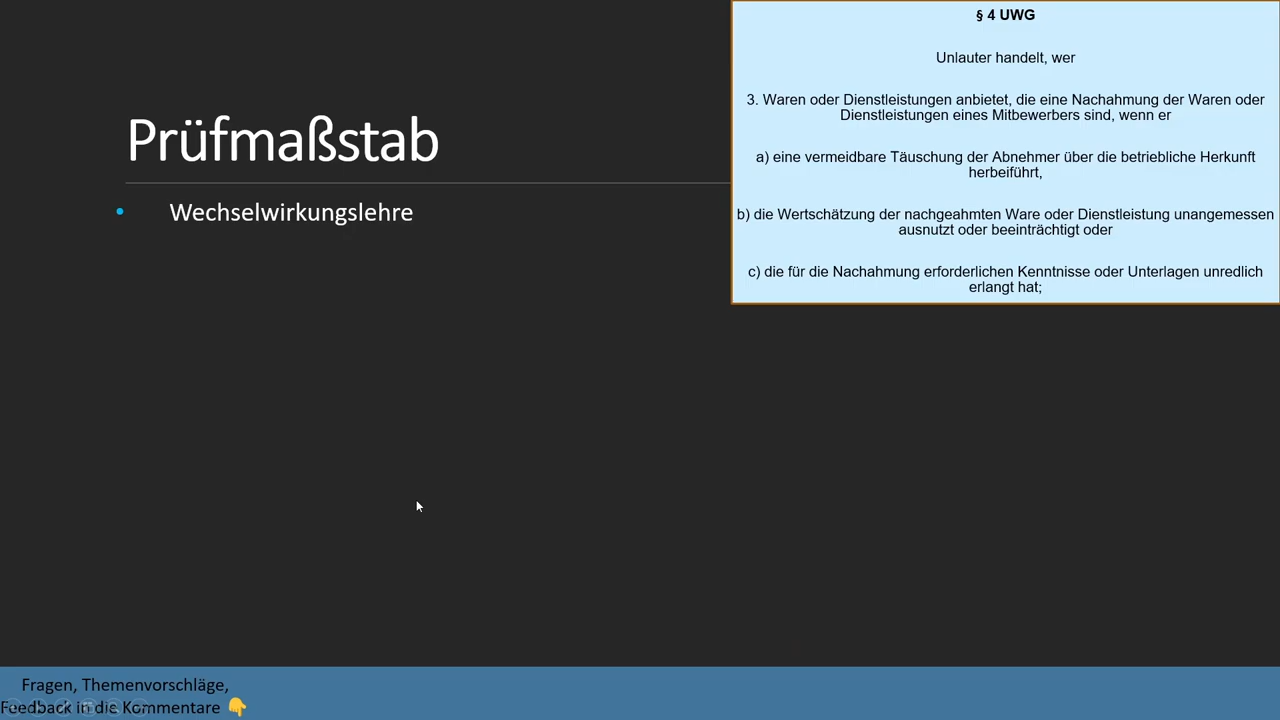 Prüfmaßstab
• Wechselwirkungslehre
§ 4 UWG
Unlauter handelt, wer
3. Waren oder Dienstleistungen anbietet, die eine Nachahmung der Waren oder
Dienstleistungen eines Mitbewerbers sind, wenn er
a) eine vermeidbare Täuschung der Abnehmer über die betriebliche Herkunft
herbeiführt,
b) die Wertschätzung der nachgeahmten Ware oder Dienstleistung unangemessen
ausnutzt oder beeinträchtigt oder
c) die für die Nachahmung erforderlichen Kenntnisse oder Unterlagen unredlich
erlangt hat;
Fragen, Themenvorschläge,
Feedback in die Kommentare 👇